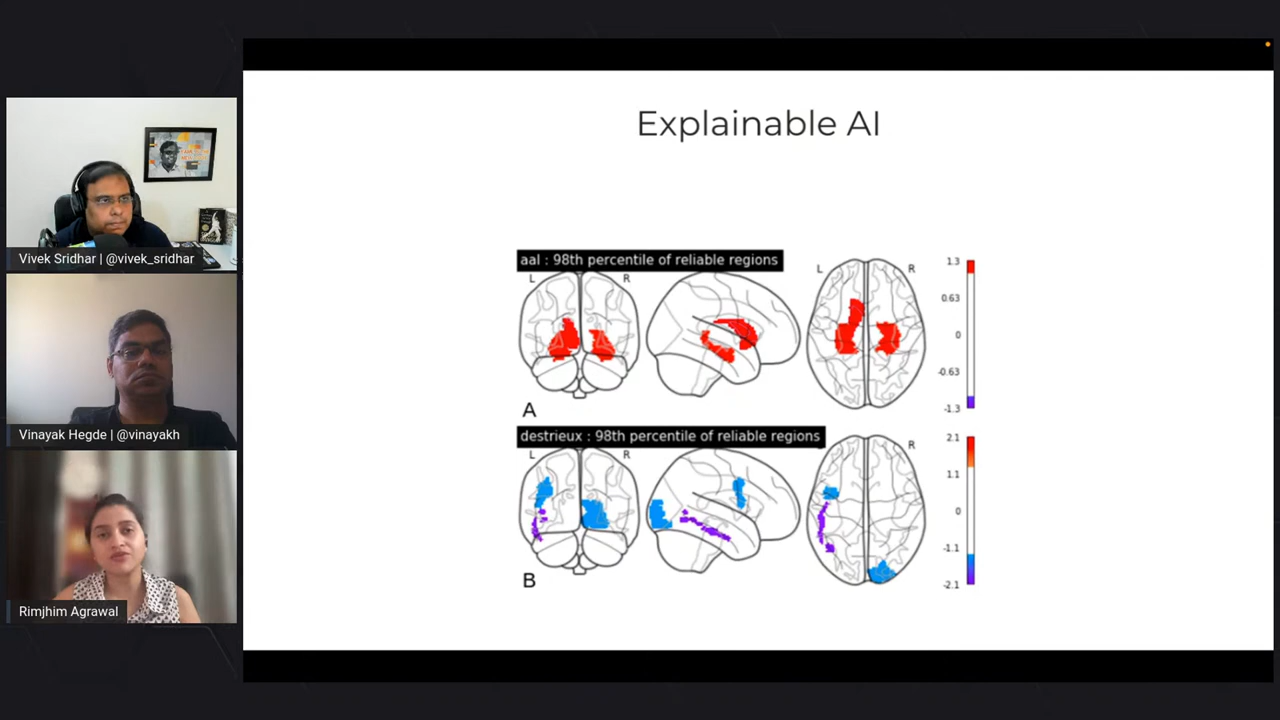 Explainable AI
aal : 98th percentile of reliable regions
L
R
L
R
1.3
0.63
0
-0.63
-1.3
A
destrieux : 98th percentile of reliable regions
L
R
R
2.1
1.1
0
-1.1
-2.1
B
Vivek Sridhar | @vivek_sridhar
Vinayak Hegde | @vinayakh
Rimjhim Agrawal